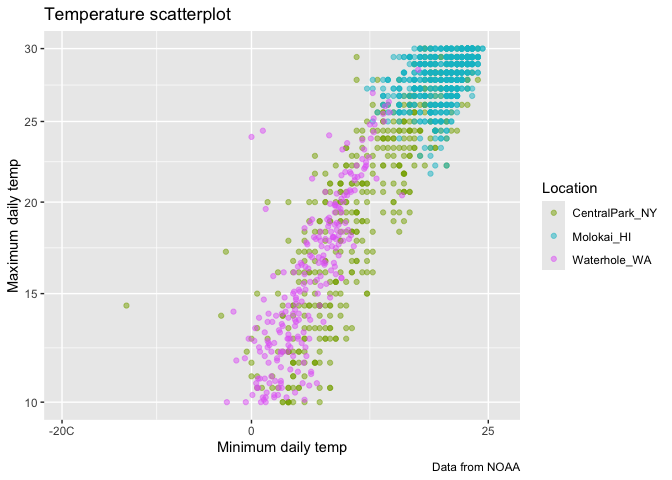 Temperature scatterplot
30
25
20
15
10
Maximum daily temp
-20C 0 25
Minimum daily temp
Data from NOAA
Location
CentralPark_NY
Molokai_HI
Waterhole_WA